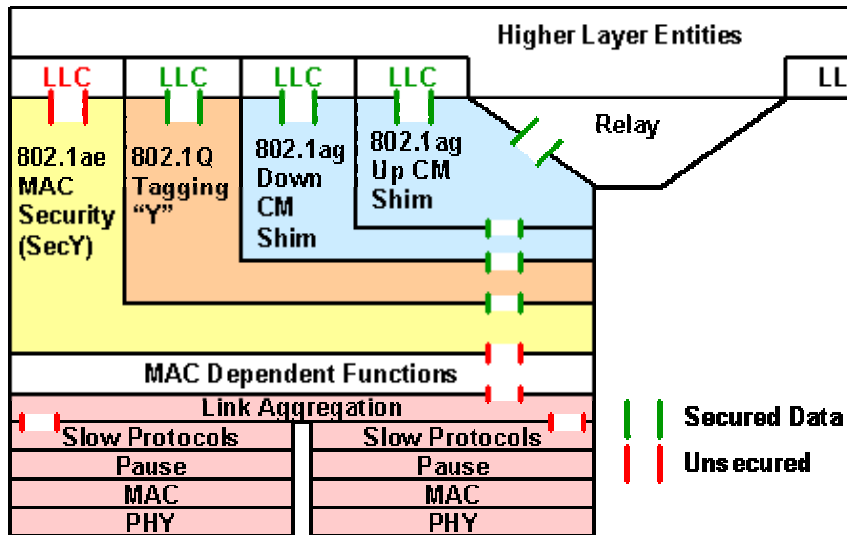 Higher Layer Entities
LLC
LLC
LLC
LLC
LL
802.1ae
MAC
Security
(SecY)
802.1Q
Tagging
“Y”
802.1ag
Down
CM
Shim
802.1ag
Up CM
Shim
Relay
MAC Dependent Functions
Link Aggregation
Slow Protocols
Slow Protocols
Pause
Pause
MAC
MAC
PHY
PHY
Secured Data
Unsecured